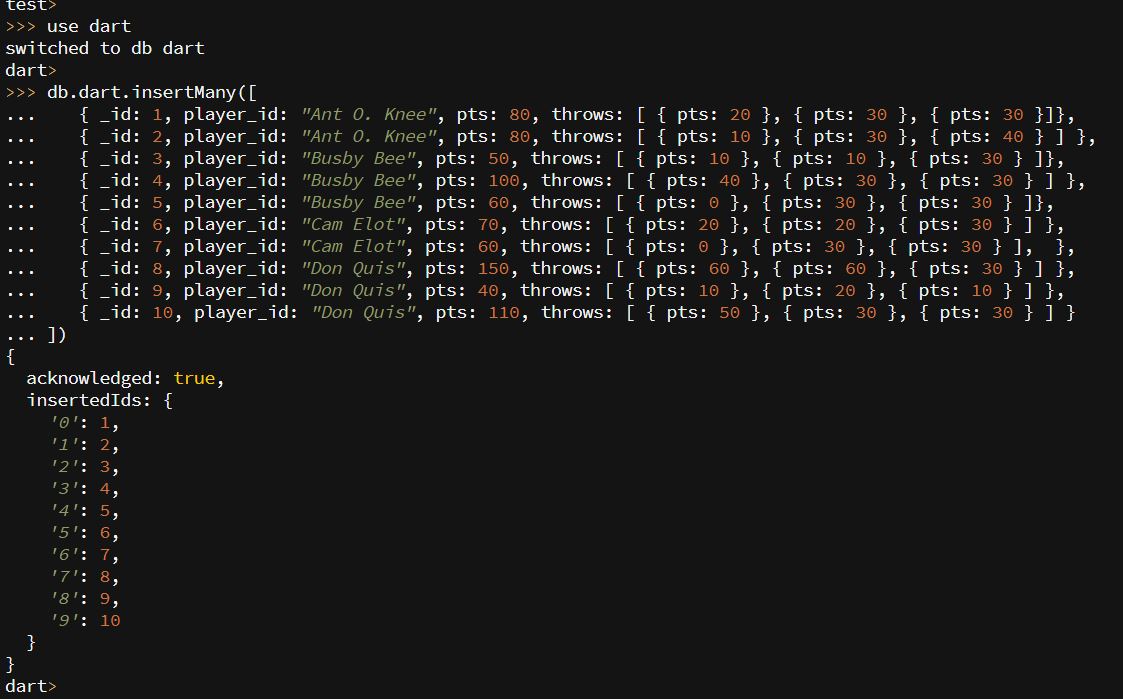 test>
>>> use dart
switched to db dart
dart>
>>> db.dart.insertMany([
...    { _id: 1, player_id: "Ant O. Knee", pts: 80, throws: [ { pts: 20 }, { pts: 30 }, { pts: 30 }]},
...    { _id: 2, player_id: "Ant O. Knee", pts: 80, throws: [ { pts: 10 }, { pts: 30 }, { pts: 40 } ] },
...    { _id: 3, player_id: "Busby Bee", pts: 50, throws: [ { pts: 10 }, { pts: 10 }, { pts: 30 } ]},
...    { _id: 4, player_id: "Busby Bee", pts: 100, throws: [ { pts: 40 }, { pts: 30 }, { pts: 30 } ] },
...    { _id: 5, player_id: "Busby Bee", pts: 60, throws: [ { pts: 0 }, { pts: 30 }, { pts: 30 } ]},
...    { _id: 6, player_id: "Cam Elot", pts: 70, throws: [ { pts: 20 }, { pts: 20 }, { pts: 30 } ] },
...    { _id: 7, player_id: "Cam Elot", pts: 60, throws: [ { pts: 0 }, { pts: 30 }, { pts: 30 } ],  },
...    { _id: 8, player_id: "Don Quis", pts: 150, throws: [ { pts: 60 }, { pts: 60 }, { pts: 30 } ] },
...    { _id: 9, player_id: "Don Quis", pts: 40, throws: [ { pts: 10 }, { pts: 20 }, { pts: 10 } ] },
...    { _id: 10, player_id: "Don Quis", pts: 110, throws: [ { pts: 50 }, { pts: 30 }, { pts: 30 } ] }
... ])
{
  acknowledged: true,
  insertedIds: {
    '0': 1,
    '1': 2,
    '2': 3,
    '3': 4,
    '4': 5,
    '5': 6,
    '6': 7,
    '7': 8,
    '8': 9,
    '9': 10
  }
}
dart>